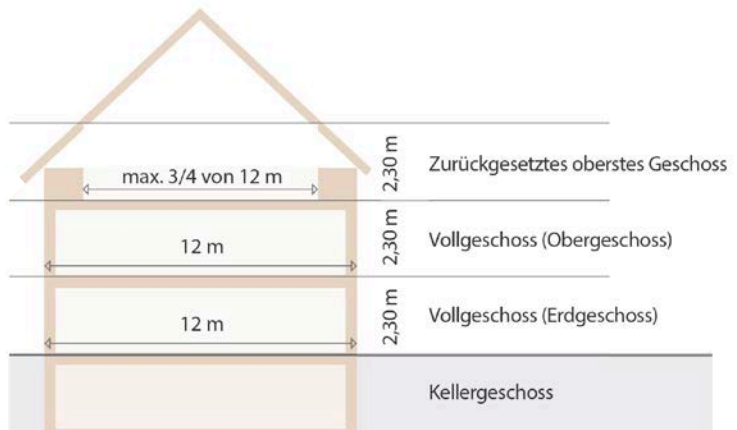 max. 3/4 von 12 m
2,30 m
Zurückgesetztes oberstes Geschoss
12 m
2,30 m
Vollgeschoss (Obergeschoss)
12 m
2,30 m
Vollgeschoss (Erdgeschoss)
Kellergeschoss